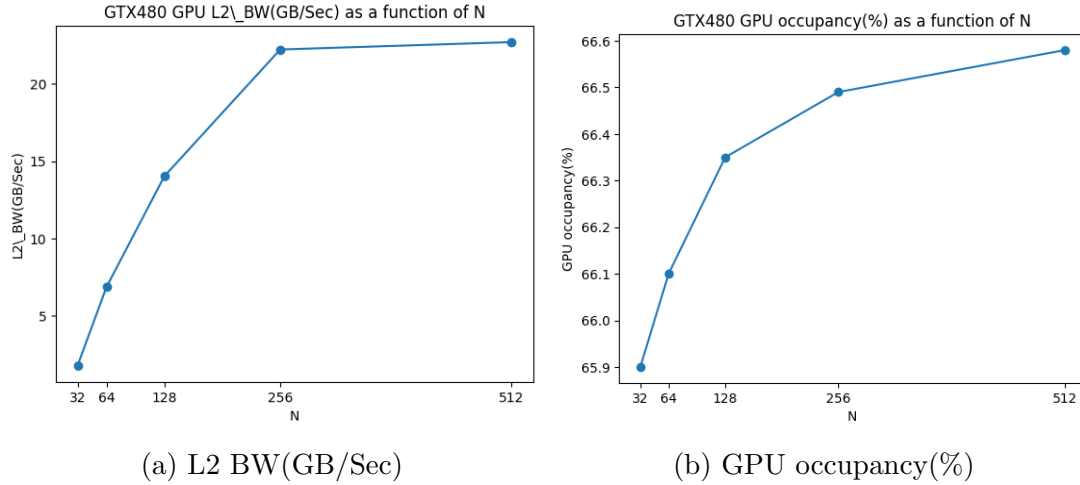 GTX480 GPU L2\_BW(GB/Sec) as a function of N
L2\_BW(GB/Sec)
20
15
10
5
32 64 128 256 512
N
(a) L2 BW(GB/Sec)
GTX480 GPU occupancy(%) as a function of N
GPU occupancy(%)
66.6
66.5
66.4
66.3
66.2
66.1
66.0
65.9
32 64 128 256 512
N
(b) GPU occupancy(%)